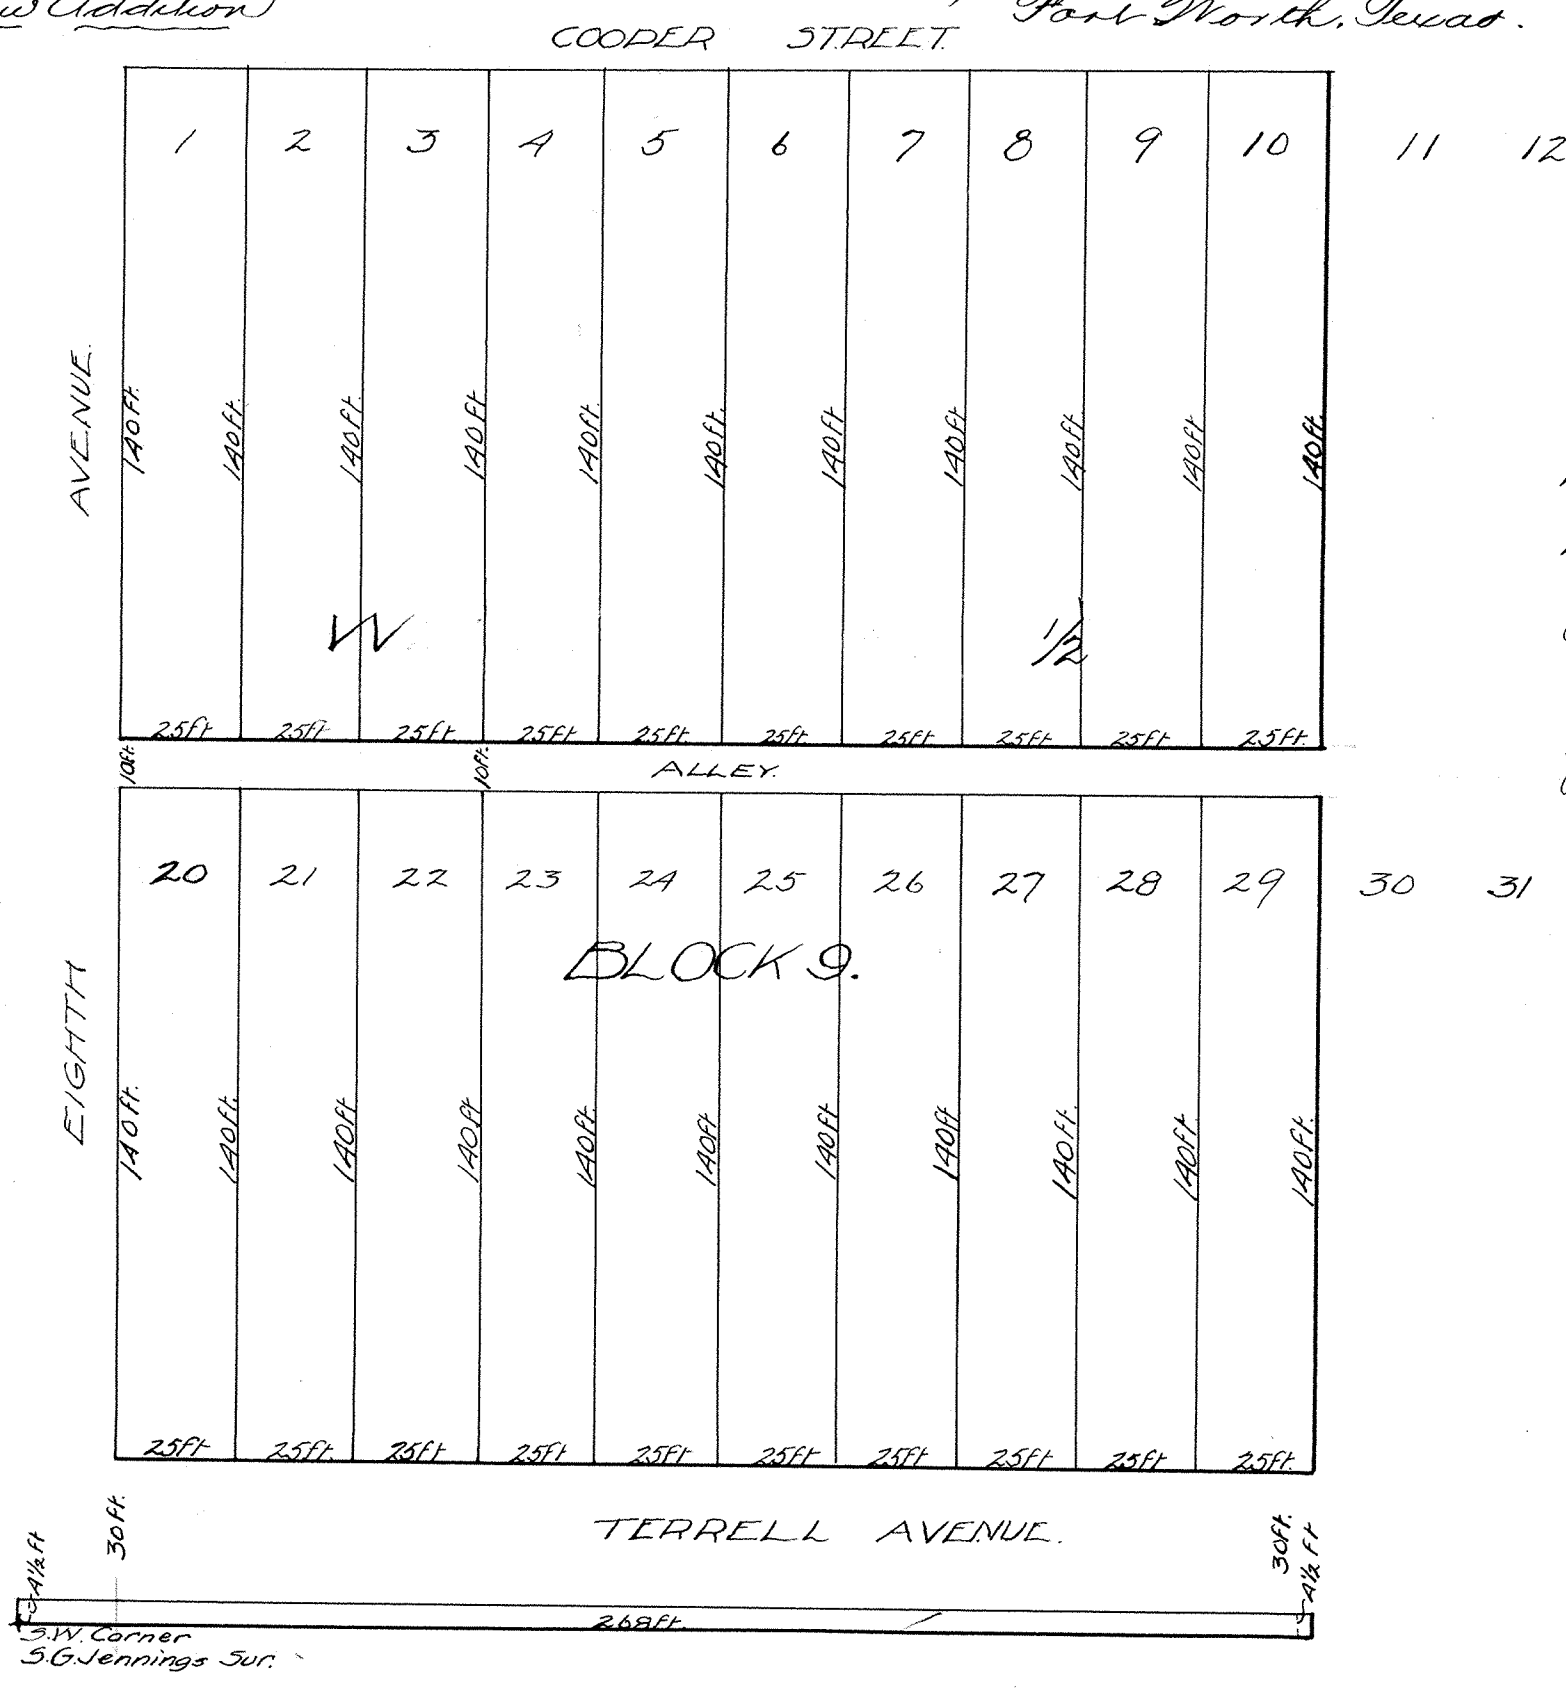 Addition
Fort Worth, Texas.
COOPER STREET.
1 2 3 4 5 6 7 8 9 10 11 12
AVENUE.
140ft. 140ft. 140ft. 140ft 140ft. 140ft. 140ft 140ft 140ft. 140ft 140ft.
W 1/2
25ft 25ft 25ft 25ft 25ft 25ft. 25ft 25ft 25ft 25ft.
10ft. 10ft.
ALLEY.
20 21 22 23 24 25 26 27 28 29 30 31
BLOCK 9.
EIGHTH
140ft. 140ft. 140ft 140ft 140ft. 140ft 140ft 140ft 140ft. 140ft 140ft.
25ft 25ft. 25ft 25ft 25ft 25ft 25ft 25ft 25ft 25ft.
TERRELL AVENUE.
4½ft 30ft. 30ft. 4½ft
268ft.
S.W. Corner
S.G. Jennings Sur.